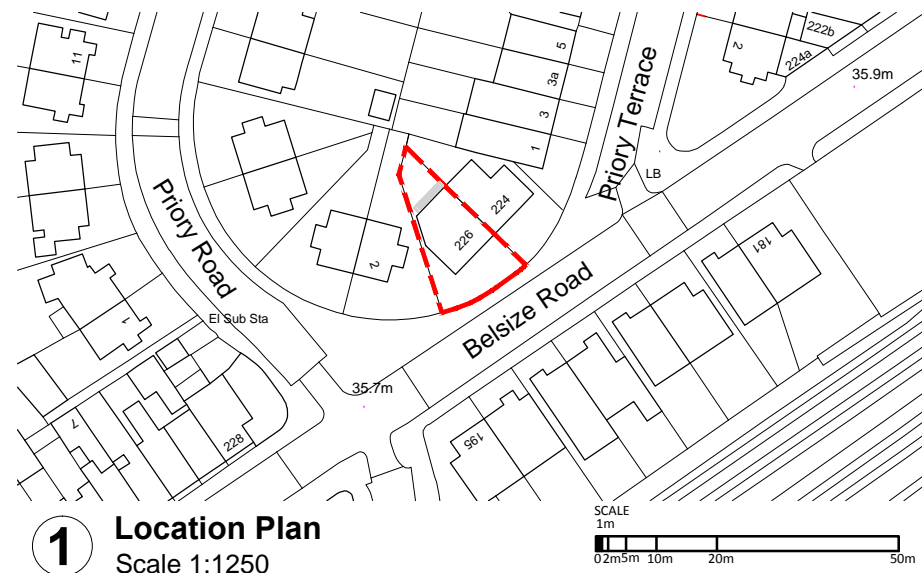 11
5
3a
3
1
2
222b
224a
35.9m
Priory Terrace
LB
Priory Road
2
224
226
181
El Sub Sta
1
Belsize Road
35.7m
7
228
195
1
Location Plan
Scale 1:1250
SCALE
1m
0 2m 5m 10m 20m 50m